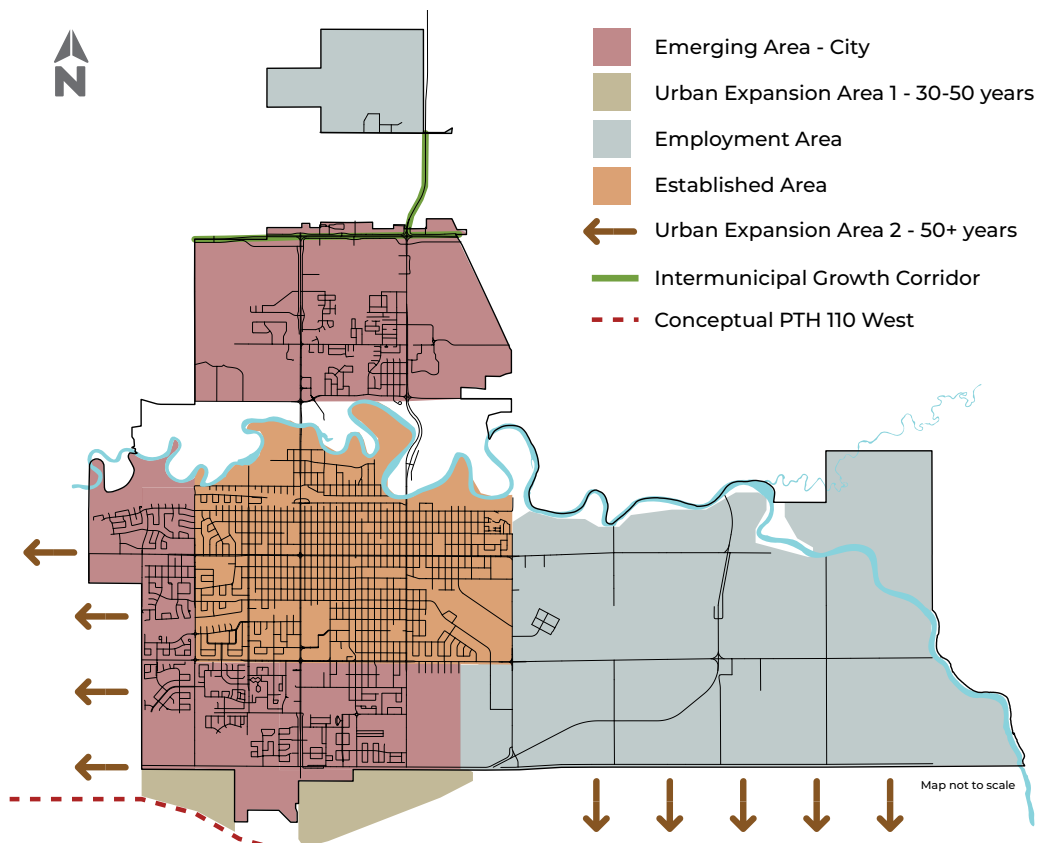 N
Emerging Area - City
Urban Expansion Area 1 - 30-50 years
Employment Area
Established Area
Urban Expansion Area 2 - 50+ years
Intermunicipal Growth Corridor
Conceptual PTH 110 West
Map not to scale